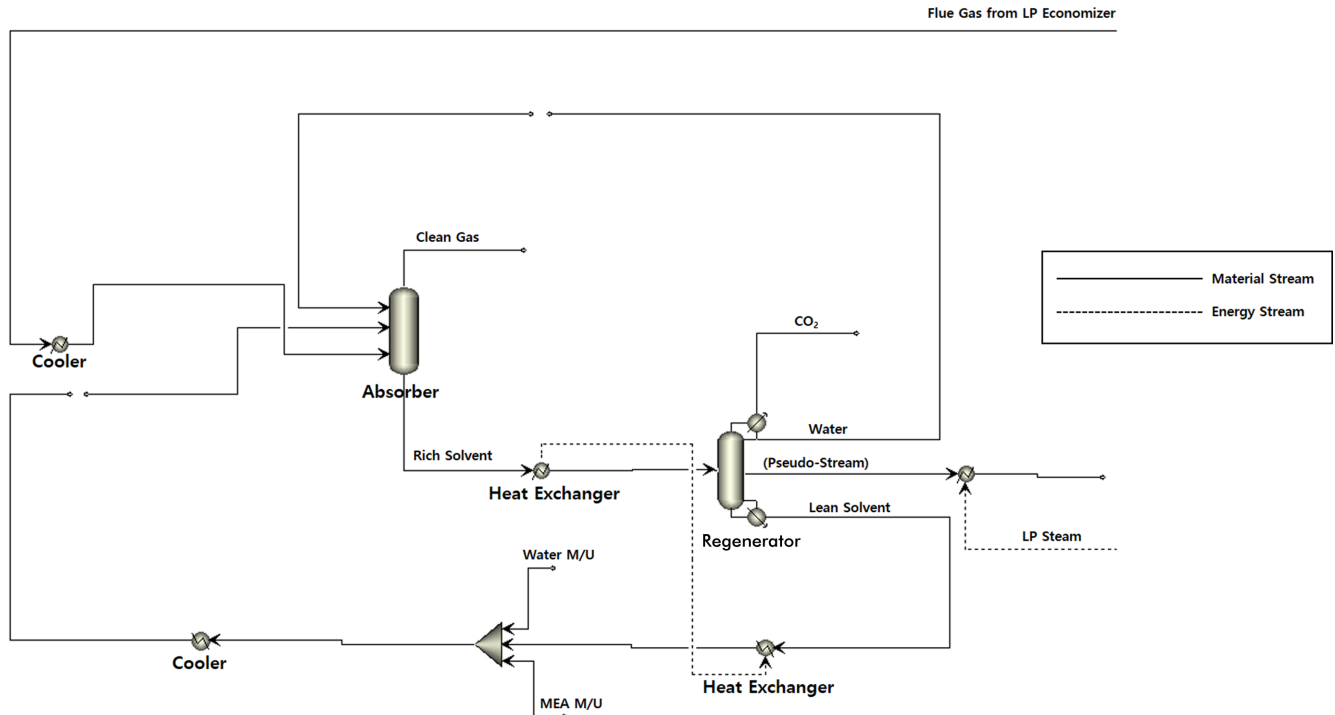 Flue Gas from LP Economizer
Clean Gas
Material Stream
Energy Stream
CO₂
Cooler
Absorber
Water
Rich Solvent
(Pseudo-Stream)
Heat Exchanger
Lean Solvent
Regenerator
LP Steam
Water M/U
Cooler
Heat Exchanger
MEA M/U